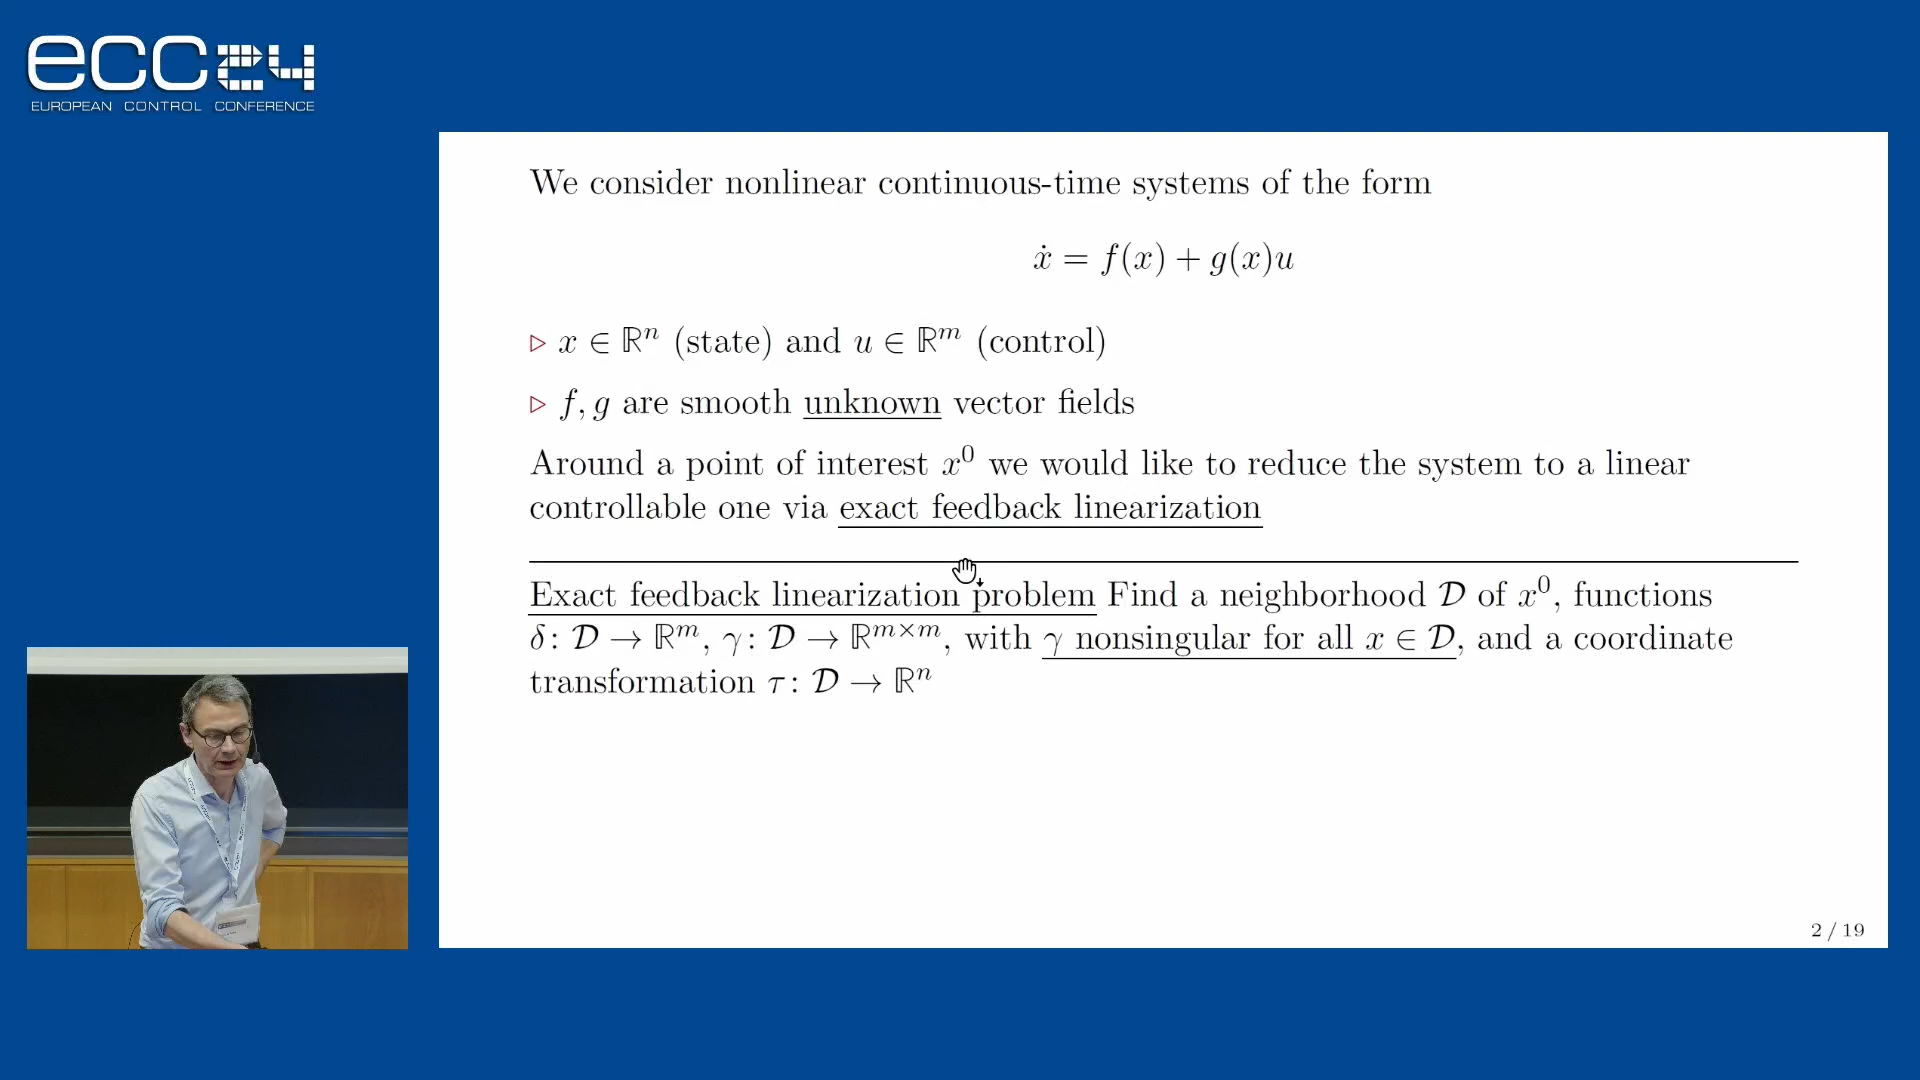 ecc24
EUROPEAN CONTROL CONFERENCE
We consider nonlinear continuous-time systems of the form
ẋ = f(x) + g(x)u
▷ x ∈ ℝⁿ (state) and u ∈ ℝᵐ (control)
▷ f, g are smooth unknown vector fields
Around a point of interest x⁰ we would like to reduce the system to a linear
controllable one via exact feedback linearization
Exact feedback linearization problem Find a neighborhood 𝒟 of x⁰, functions
δ: 𝒟 → ℝᵐ, γ: 𝒟 → ℝᵐˣᵐ, with γ nonsingular for all x ∈ 𝒟, and a coordinate
transformation τ: 𝒟 → ℝⁿ
2 / 19